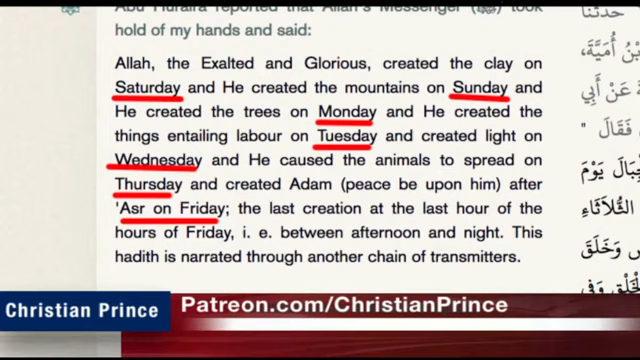 Abu Huraira reported that Allah's Messenger (ﷺ) took
hold of my hands and said:
Allah, the Exalted and Glorious, created the clay on
Saturday and He created the mountains on Sunday and
He created the trees on Monday and He created the
things entailing labour on Tuesday and created light on
Wednesday and He caused the animals to spread on
Thursday and created Adam (peace be upon him) after
'Asr on Friday; the last creation at the last hour of the
hours of Friday, i. e. between afternoon and night. This
hadith is narrated through another chain of transmitters.
حَدَّثَنَا
بْنُ أُمَيَّةَ،
عَنْ أَبِي
فَقَالَ "
يَوْمَ
الثُّلاَثَاءِ
وَخَلَقَ
الْخَلْقِ وَفِي
Christian Prince
Patreon.com/ChristianPrince